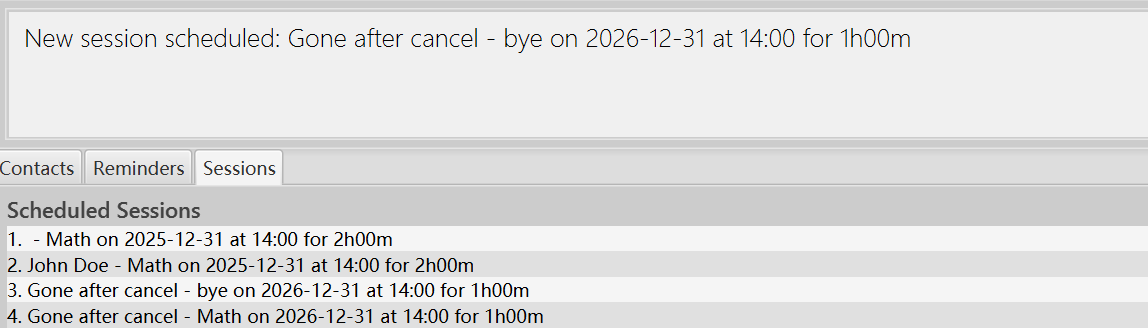 New session scheduled: Gone after cancel - bye on 2026-12-31 at 14:00 for 1h00m
Contacts Reminders Sessions
Scheduled Sessions
1.  - Math on 2025-12-31 at 14:00 for 2h00m
2. John Doe - Math on 2025-12-31 at 14:00 for 2h00m
3. Gone after cancel - bye on 2026-12-31 at 14:00 for 1h00m
4. Gone after cancel - Math on 2026-12-31 at 14:00 for 1h00m